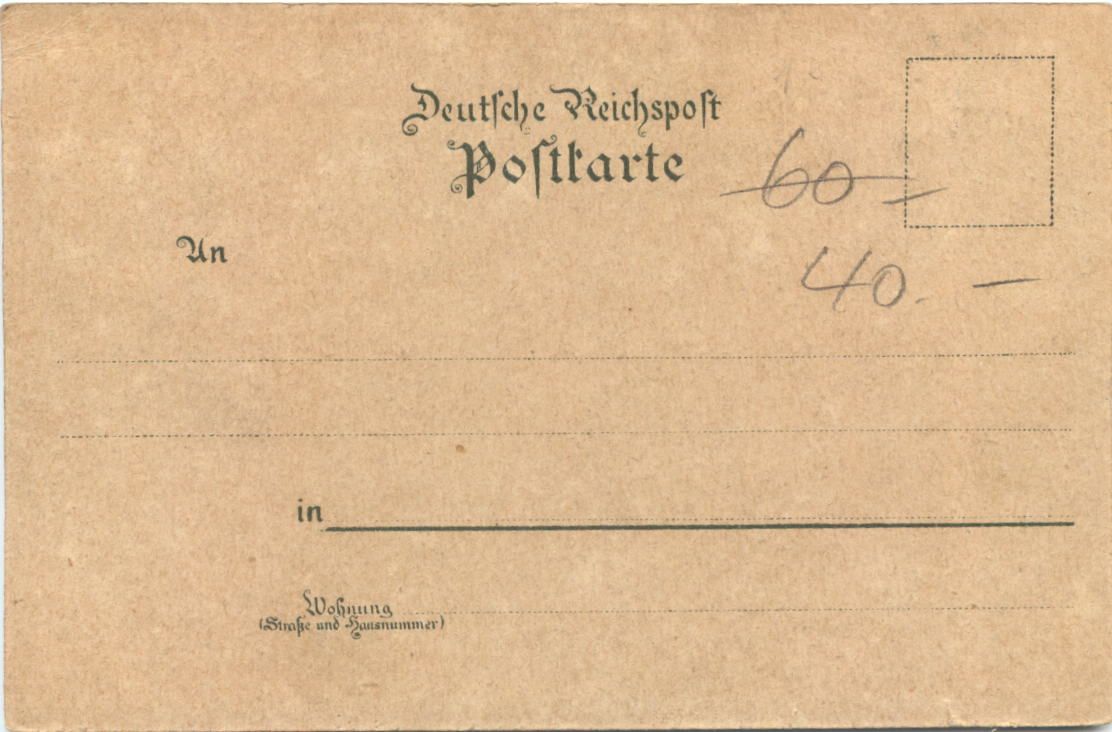 Deutsche Reichspost
Postkarte
60 –
An
40. –
in
Wohnung
(Straße und Hausnummer)